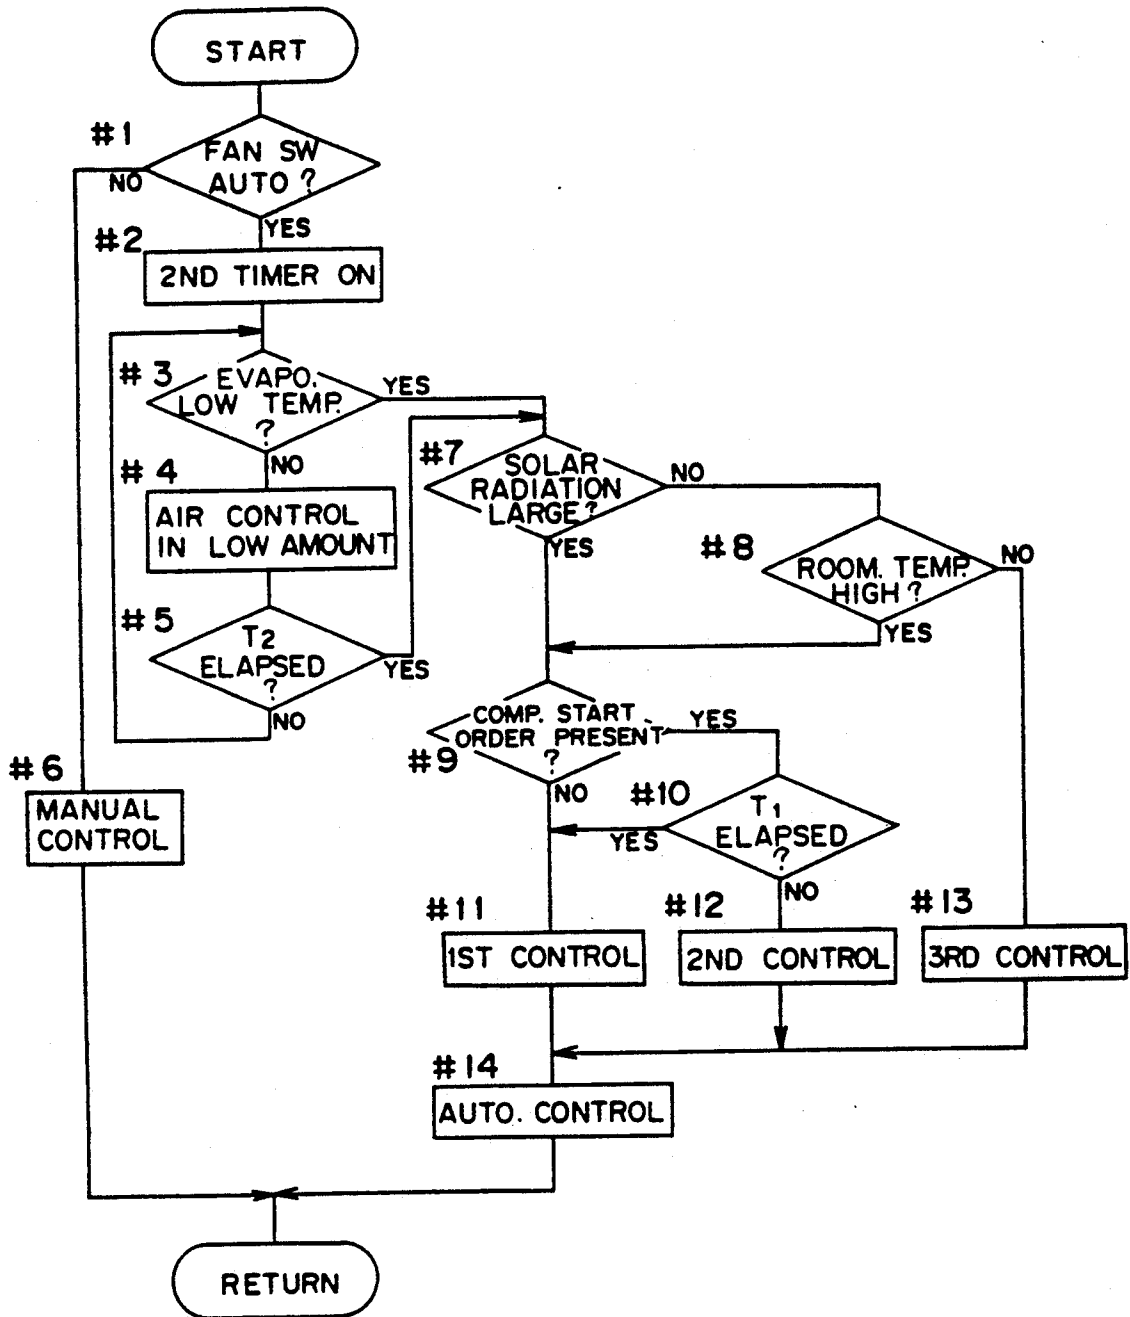 START
#1
FAN SW
AUTO?
NO
YES
#2
2ND TIMER ON
#3
EVAPO.
LOW TEMP.
?
YES
NO
#4
AIR CONTROL
IN LOW AMOUNT
#5
T2
ELAPSED
?
YES
NO
#6
MANUAL
CONTROL
#7
SOLAR
RADIATION
LARGE?
NO
YES
#8
ROOM. TEMP.
HIGH?
NO
YES
#9
COMP. START
ORDER PRESENT
?
YES
NO
#10
T1
ELAPSED
?
YES
NO
#11
1ST CONTROL
#12
2ND CONTROL
#13
3RD CONTROL
#14
AUTO. CONTROL
RETURN